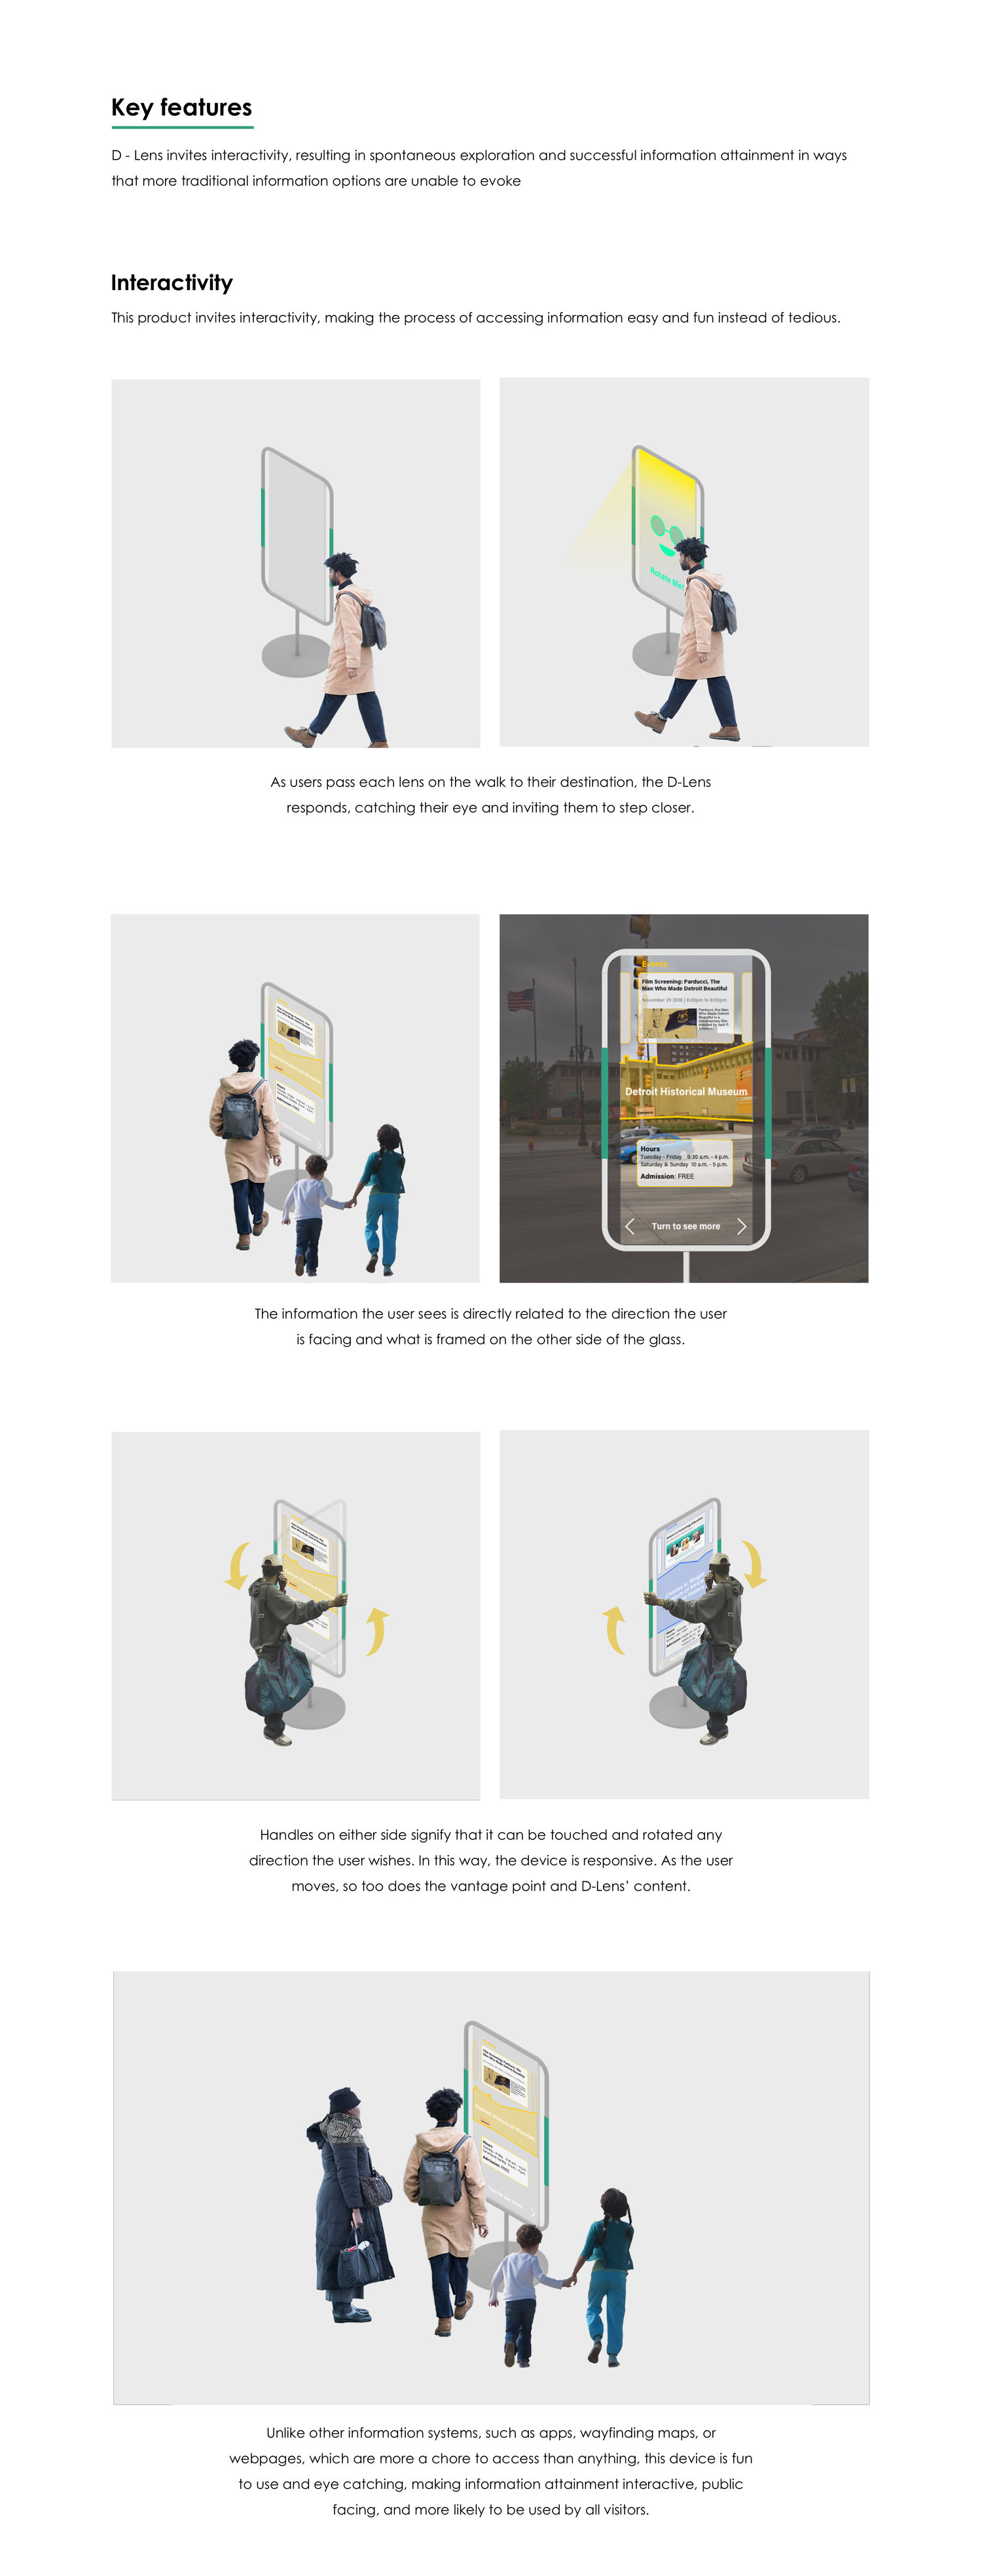 Key features
D - Lens invites interactivity, resulting in spontaneous exploration and successful information attainment in ways
that more traditional information options are unable to evoke
Interactivity
This product invites interactivity, making the process of accessing information easy and fun instead of tedious.
Rotate Me!
As users pass each lens on the walk to their destination, the D-Lens
responds, catching their eye and inviting them to step closer.
Events
Film Screening: Parducci, The
Man Who Made Detroit Beautiful
November 20 2018 | 6:00pm to 8:00pm
Detroit Historical Museum
Hours
Tuesday - Friday 9:30 a.m. - 4 p.m.
Saturday & Sunday 10 a.m. - 5 p.m.
Admission: FREE
Turn to see more
The information the user sees is directly related to the direction the user
is facing and what is framed on the other side of the glass.
Handles on either side signify that it can be touched and rotated any
direction the user wishes. In this way, the device is responsive. As the user
moves, so too does the vantage point and D-Lens’ content.
Unlike other information systems, such as apps, wayfinding maps, or
webpages, which are more a chore to access than anything, this device is fun
to use and eye catching, making information attainment interactive, public
facing, and more likely to be used by all visitors.